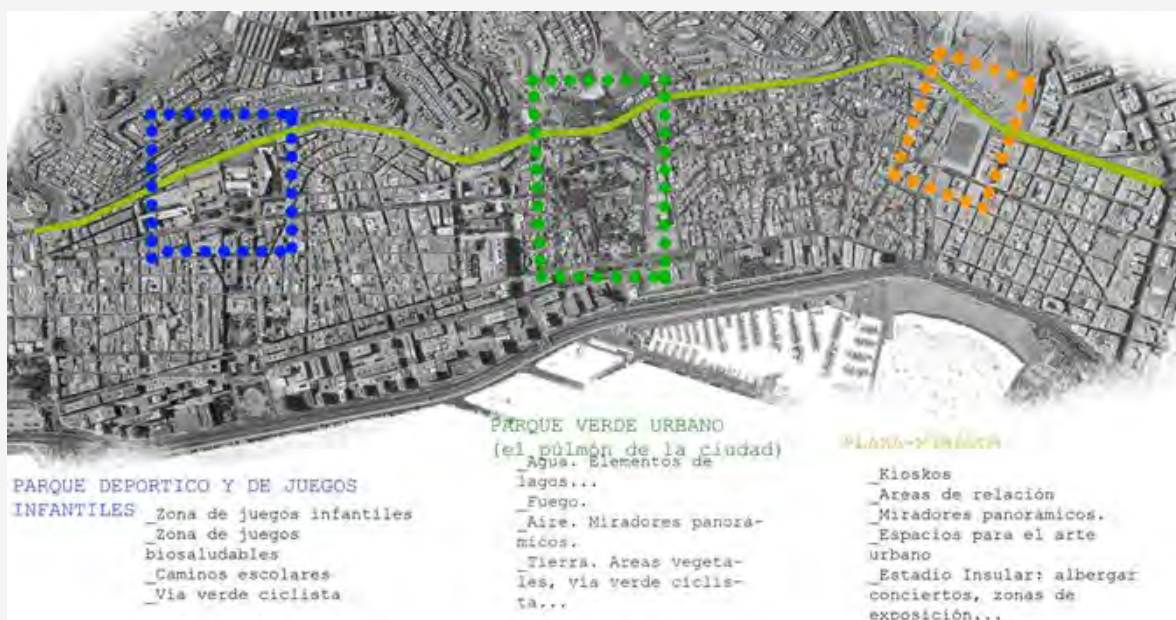 PARQUE DEPORTICO Y DE JUEGOS
INFANTILES
_Zona de juegos infantiles
_Zona de juegos
biosaludables
_Caminos escolares
_Vía verde ciclista
PARQUE VERDE URBANO
(el púlmón de la ciudad)
_Agua. Elementos de
lagos...
_Fuego.
_Aire. Miradores panorá-
micos.
_Tierra. Areas vegeta-
les, vía verde ciclis-
ta...
_Kioskos
_Areas de relación
_Miradores panorámicos.
_Espacios para el arte
urbano
_Estadio Insular: albergar
conciertos, zonas de
exposición...